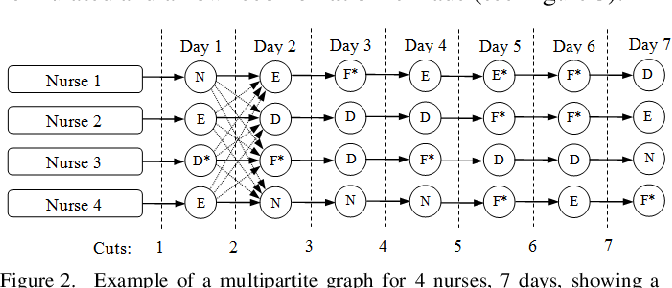 Day 1 Day 2 Day 3 Day 4 Day 5 Day 6 Day 7
Nurse 1 N E F* E E* F* D
Nurse 2 E D D D F* F* E
Nurse 3 D* F* D F* D D N
Nurse 4 E N N N F* E F*
Cuts: 1 2 3 4 5 6 7
Figure 2. Example of a multipartite graph for 4 nurses, 7 days, showing a